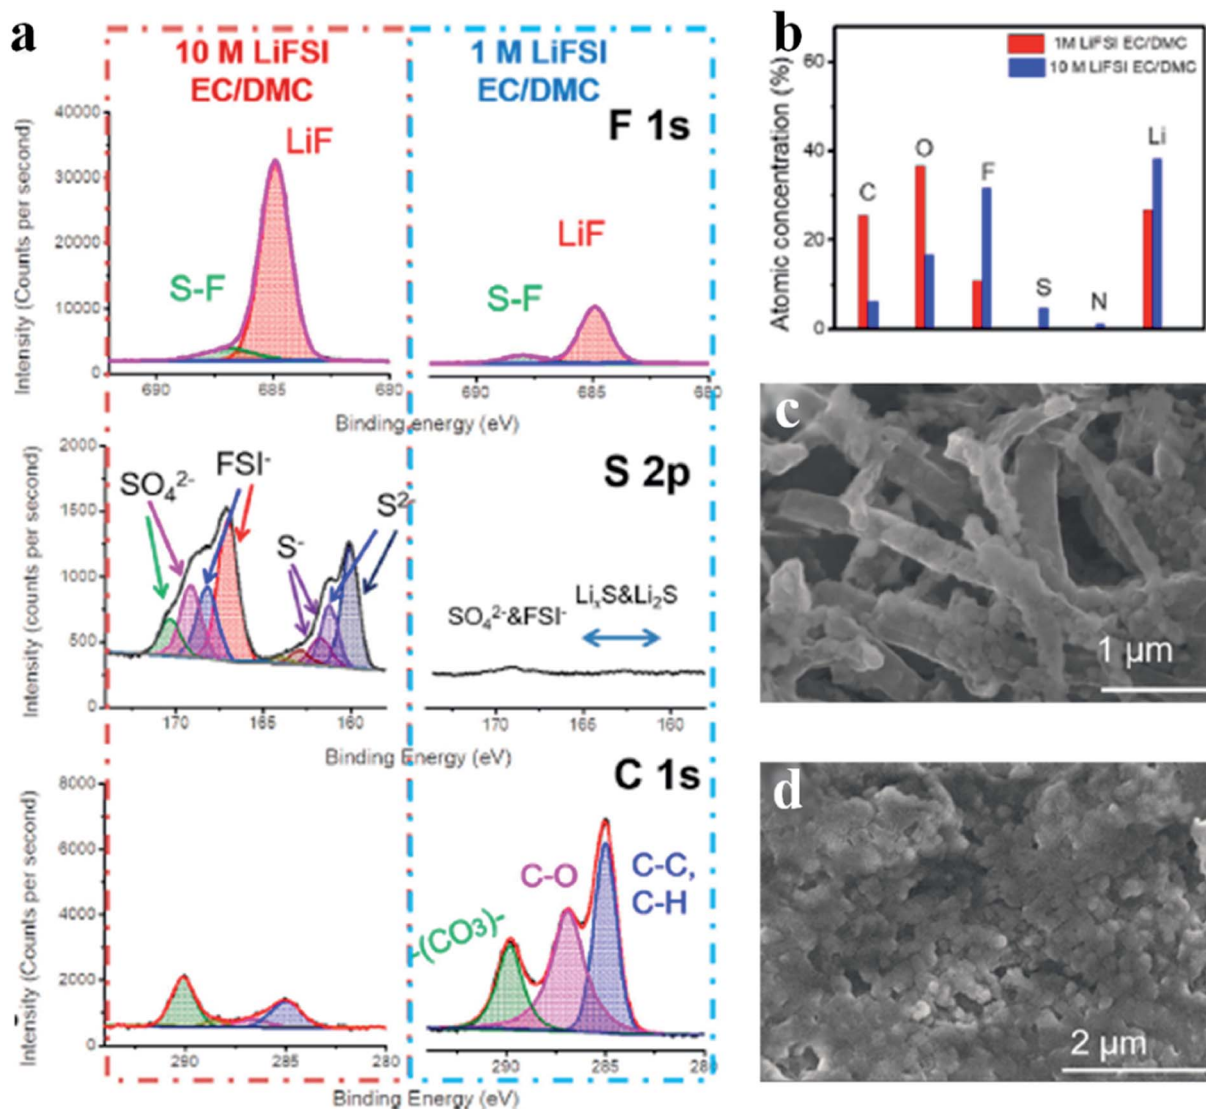 a
10 M LiFSI
EC/DMC
1 M LiFSI
EC/DMC
F 1s
LiF
S-F
LiF
S-F
Intensity (Counts per second)
40000
30000
20000
10000
0
690
685
680
690
685
680
Binding energy (eV)
S 2p
SO₄²⁻
FSI⁻
S⁻
S²⁻
SO₄²⁻&FSI⁻
LiₓS&Li₂S
Intensity (counts per second)
2000
1500
1000
500
0
170
165
160
170
165
160
Binding Energy (eV)
C 1s
-(CO₃)-
C-O
C-C,
C-H
Intensity (Counts per second)
8000
6000
4000
2000
0
290
285
280
290
285
280
Binding Energy (eV)
b
1M LiFSI EC/DMC
10 M LiFSI EC/DMC
Atomic concentration (%)
60
40
20
0
C
O
F
S
N
Li
c
1 μm
d
2 μm